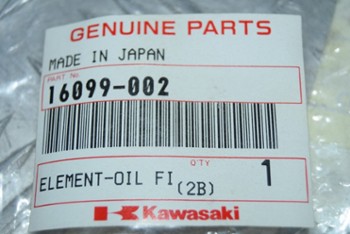 GENUINE PARTS
MADE IN JAPAN
PART No.
16099-002
Q'TY
ELEMENT-OIL FI (2B) 1
Kawasaki